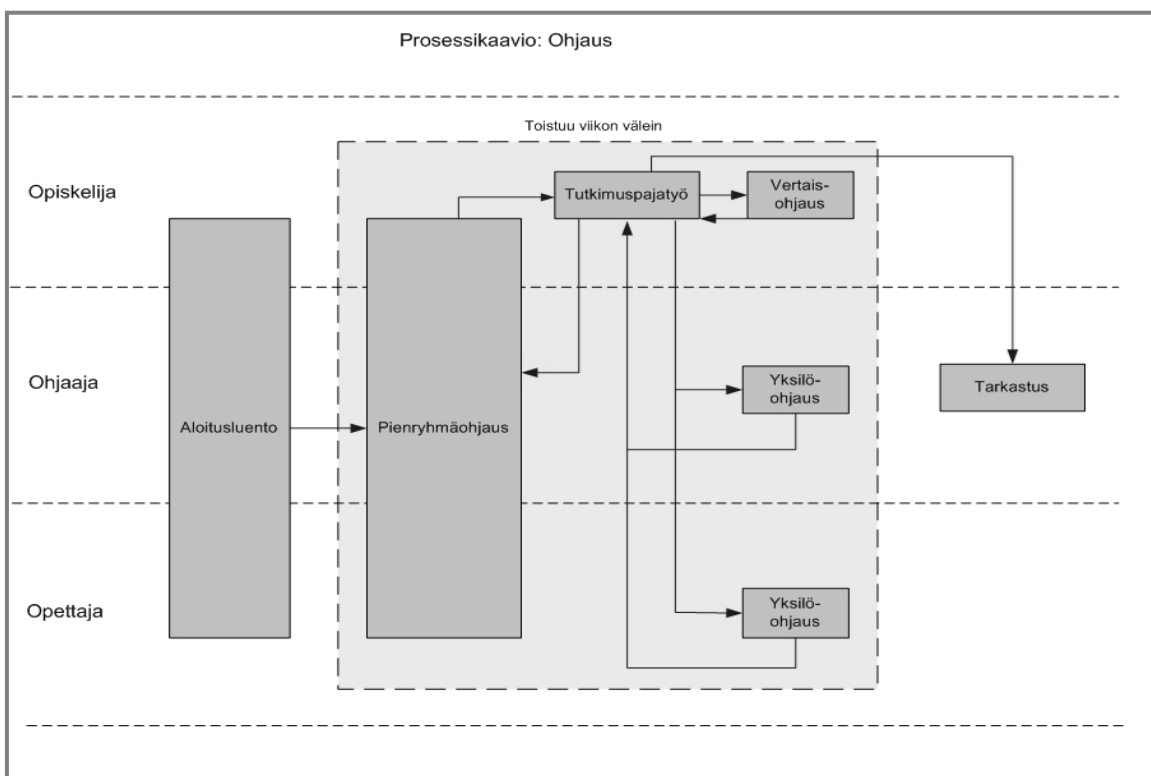 Prosessikaavio: Ohjaus
Toistuu viikon välein
Opiskelija
Tutkimuspajatyö
Vertais-
ohjaus
Ohjaaja
Aloitusluento
Pienryhmäohjaus
Yksilö-
ohjaus
Tarkastus
Opettaja
Yksilö-
ohjaus